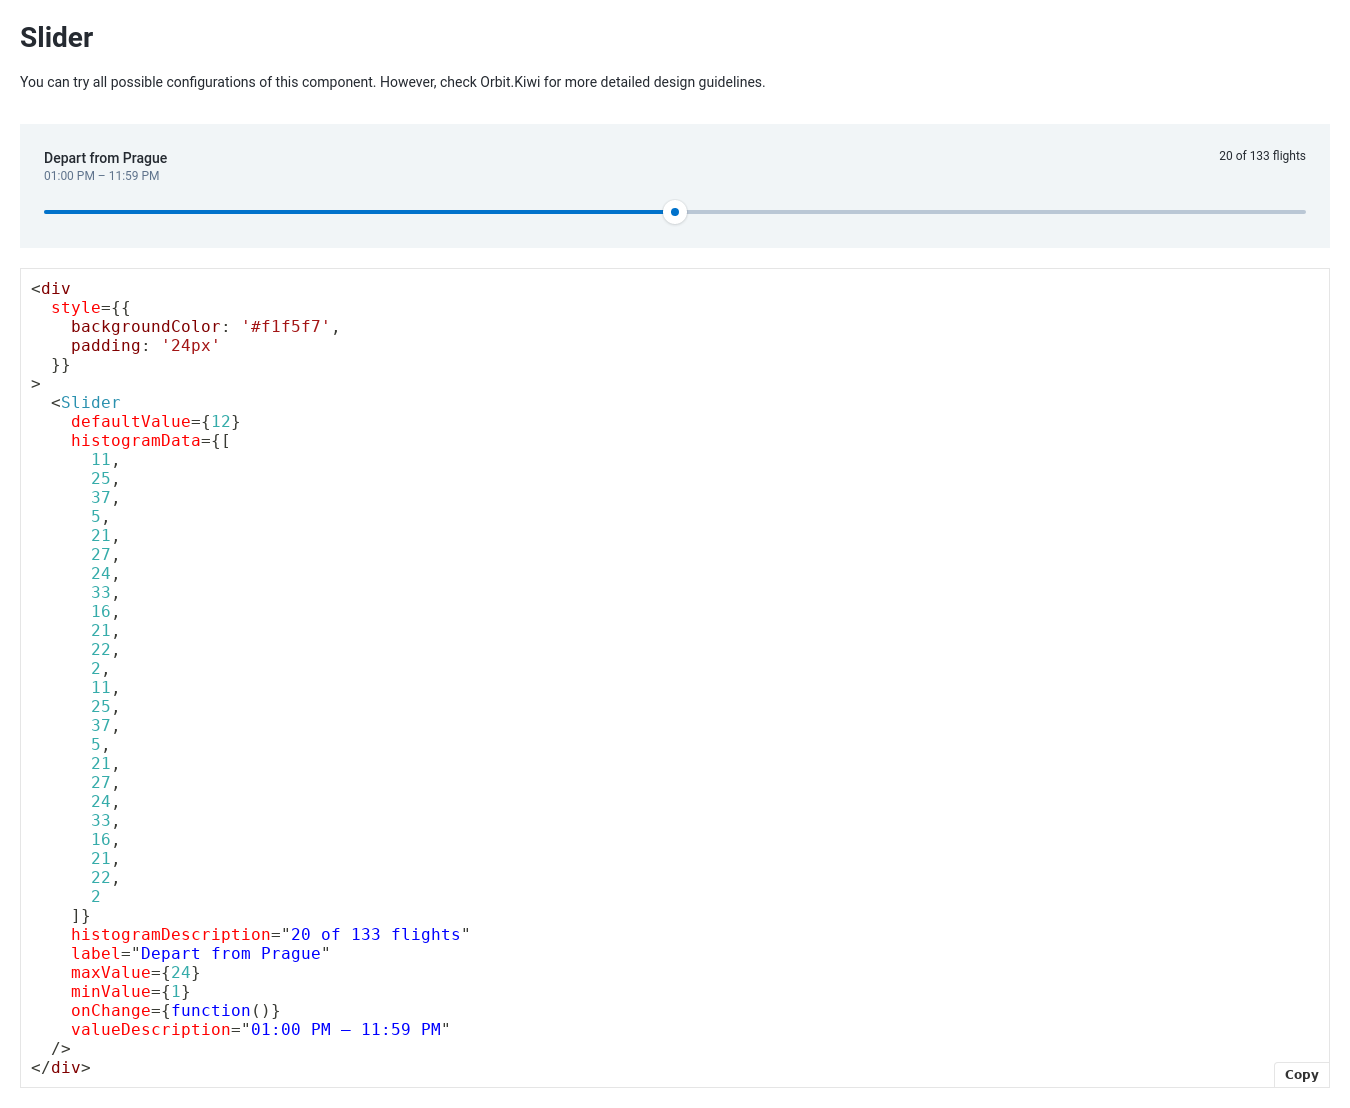 Slider
You can try all possible configurations of this component. However, check Orbit.Kiwi for more detailed design guidelines.
Depart from Prague
20 of 133 flights
01:00 PM – 11:59 PM
<div
  style={{
    backgroundColor: '#f1f5f7',
    padding: '24px'
  }}
>
  <Slider
    defaultValue={12}
    histogramData={[
      11,
      25,
      37,
      5,
      21,
      27,
      24,
      33,
      16,
      21,
      22,
      2,
      11,
      25,
      37,
      5,
      21,
      27,
      24,
      33,
      16,
      21,
      22,
      2
    ]}
    histogramDescription="20 of 133 flights"
    label="Depart from Prague"
    maxValue={24}
    minValue={1}
    onChange={function()}
    valueDescription="01:00 PM – 11:59 PM"
  />
</div>
Copy